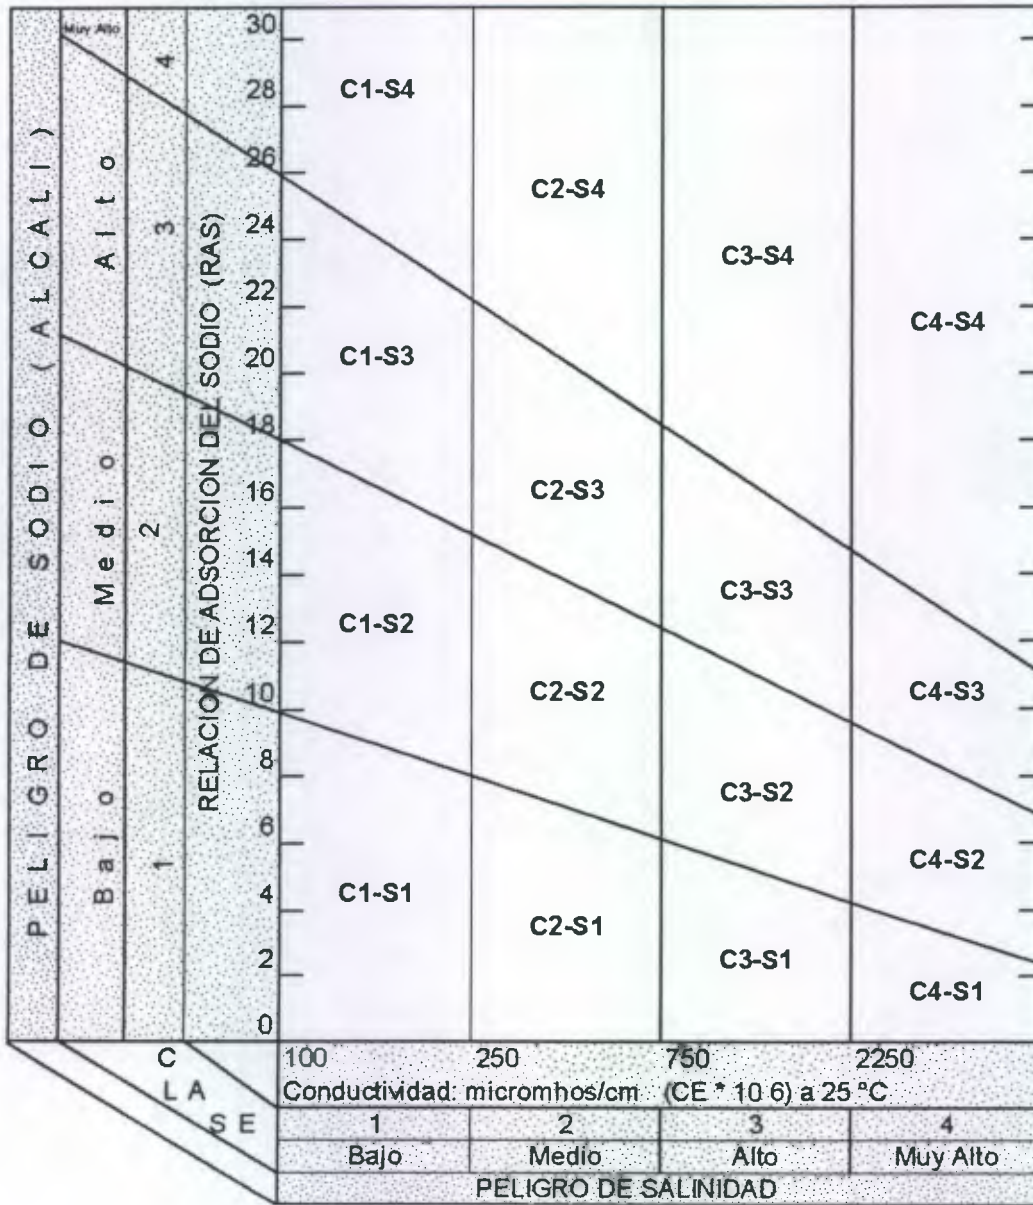 PELIGRO DE SODIO ( ALCALI )
Muy Alto
Alto
Medio
Bajo
4
3
2
1
RELACION DE ADSORCION DEL SODIO (RAS)
30
28
26
24
22
20
18
16
14
12
10
8
6
4
2
0
C1-S4
C2-S4
C3-S4
C4-S4
C1-S3
C2-S3
C3-S3
C4-S3
C1-S2
C2-S2
C3-S2
C4-S2
C1-S1
C2-S1
C3-S1
C4-S1
C 100 250 750 2250
L A Conductividad: micromhos/cm (CE * 10 6) a 25 ºC
S E 1 2 3 4
Bajo Medio Alto Muy Alto
PELIGRO DE SALINIDAD